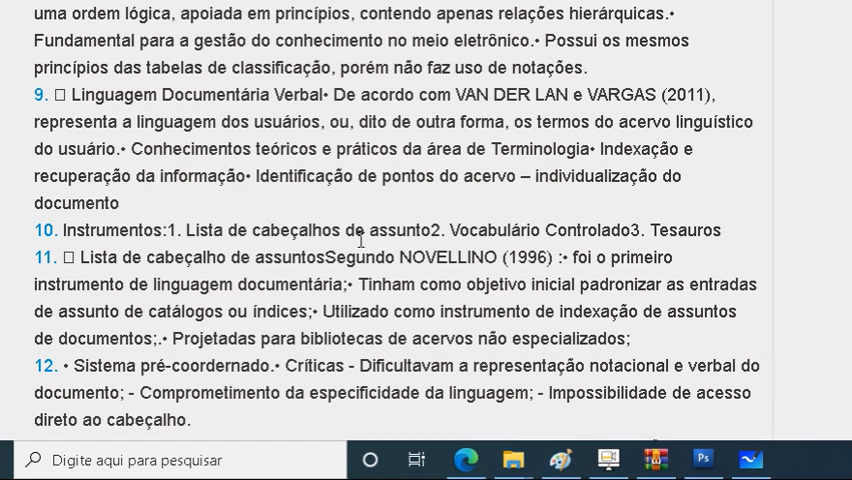 uma ordem lógica, apoiada em princípios, contendo apenas relações hierárquicas.•
Fundamental para a gestão do conhecimento no meio eletrônico.• Possui os mesmos
princípios das tabelas de classificação, porém não faz uso de notações.
9. □ Linguagem Documentária Verbal• De acordo com VAN DER LAN e VARGAS (2011),
representa a linguagem dos usuários, ou, dito de outra forma, os termos do acervo linguístico
do usuário.• Conhecimentos teóricos e práticos da área de Terminologia• Indexação e
recuperação da informação• Identificação de pontos do acervo – individualização do
documento
10. Instrumentos:1. Lista de cabeçalhos de assunto2. Vocabulário Controlado3. Tesauros
11. □ Lista de cabeçalho de assuntosSegundo NOVELLINO (1996) :• foi o primeiro
instrumento de linguagem documentária;• Tinham como objetivo inicial padronizar as entradas
de assunto de catálogos ou índices;• Utilizado como instrumento de indexação de assuntos
de documentos;.• Projetadas para bibliotecas de acervos não especializados;
12. • Sistema pré-coordernado.• Críticas - Dificultavam a representação notacional e verbal do
documento; - Comprometimento da especificidade da linguagem; - Impossibilidade de acesso
direto ao cabeçalho.
Digite aqui para pesquisar
Ps